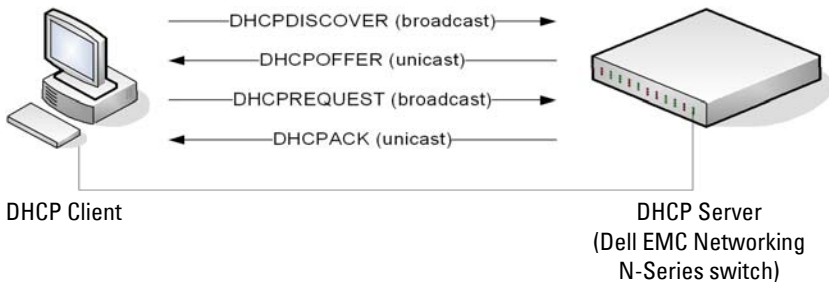 DHCPDISCOVER (broadcast)
DHCPOFFER (unicast)
DHCPREQUEST (broadcast)
DHCPACK (unicast)
DHCP Client
DHCP Server
(Dell EMC Networking
N-Series switch)